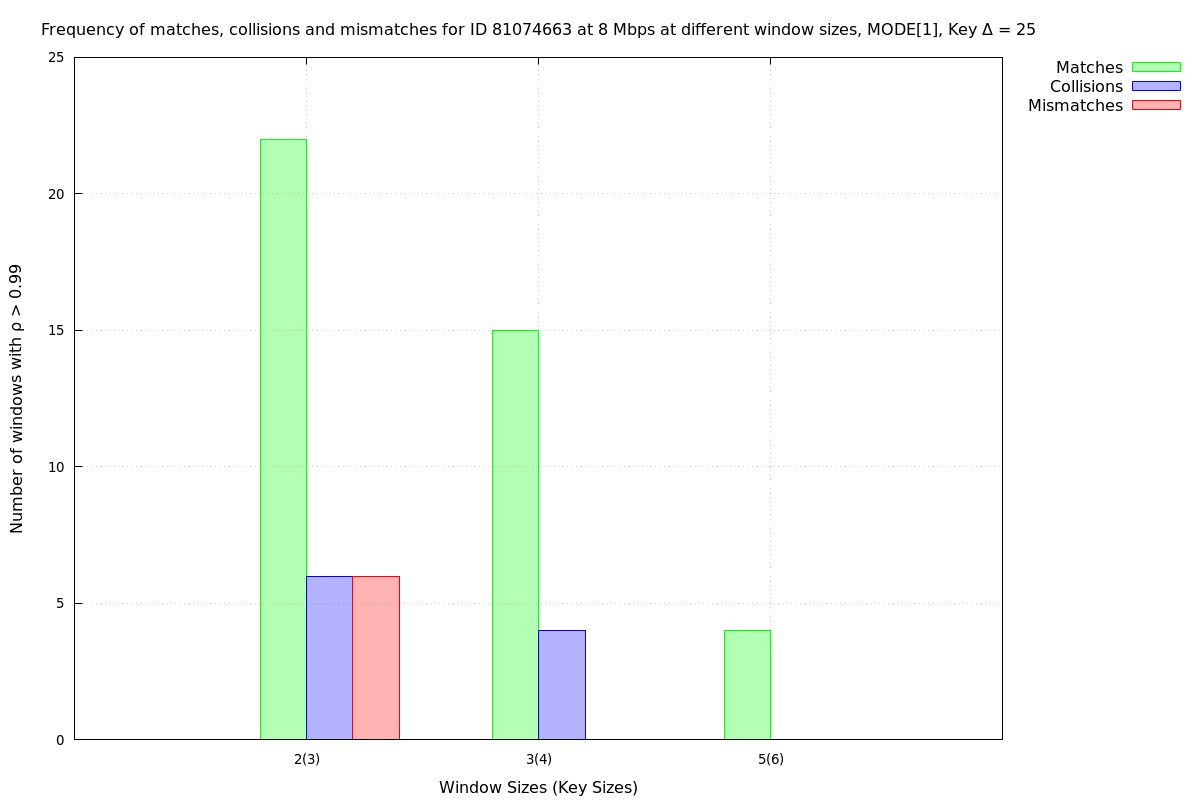 Frequency of matches, collisions and mismatches for ID 81074663 at 8 Mbps at different window sizes, MODE[1], Key Δ = 25
Matches
Collisions
Mismatches
Number of windows with ρ > 0.99
25
20
15
10
5
0
2(3)
3(4)
5(6)
Window Sizes (Key Sizes)